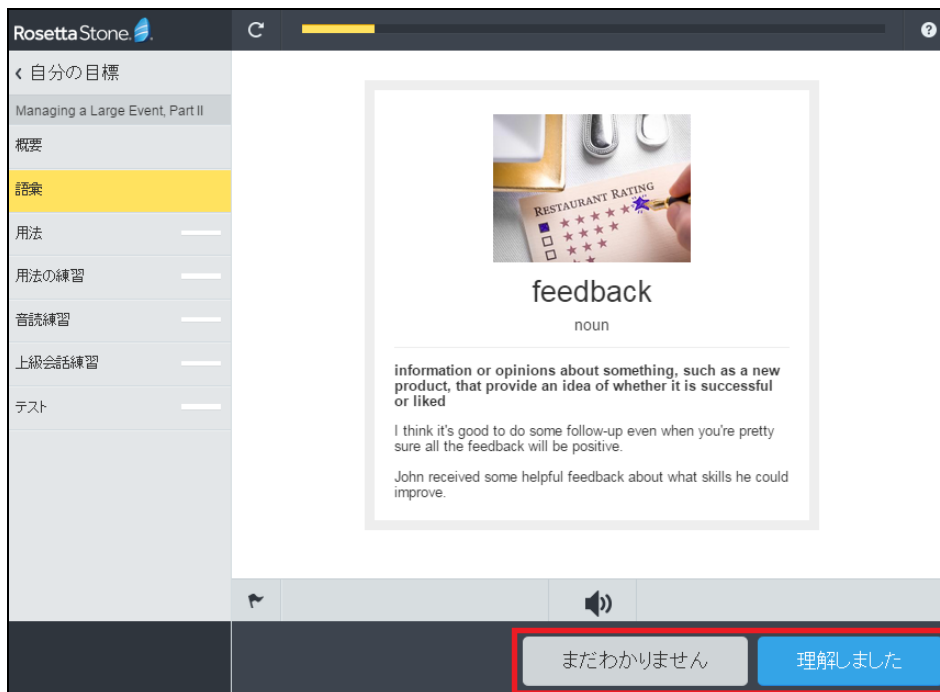 RosettaStone.
自分の目標
Managing a Large Event, Part II
概要
語彙
用法
用法の練習
音読練習
上級会話練習
テスト
RESTAURANT RATING
feedback
noun
information or opinions about something, such as a new
product, that provide an idea of whether it is successful
or liked
I think it's good to do some follow-up even when you're pretty
sure all the feedback will be positive.
John received some helpful feedback about what skills he could
improve.
まだわかりません
理解しました